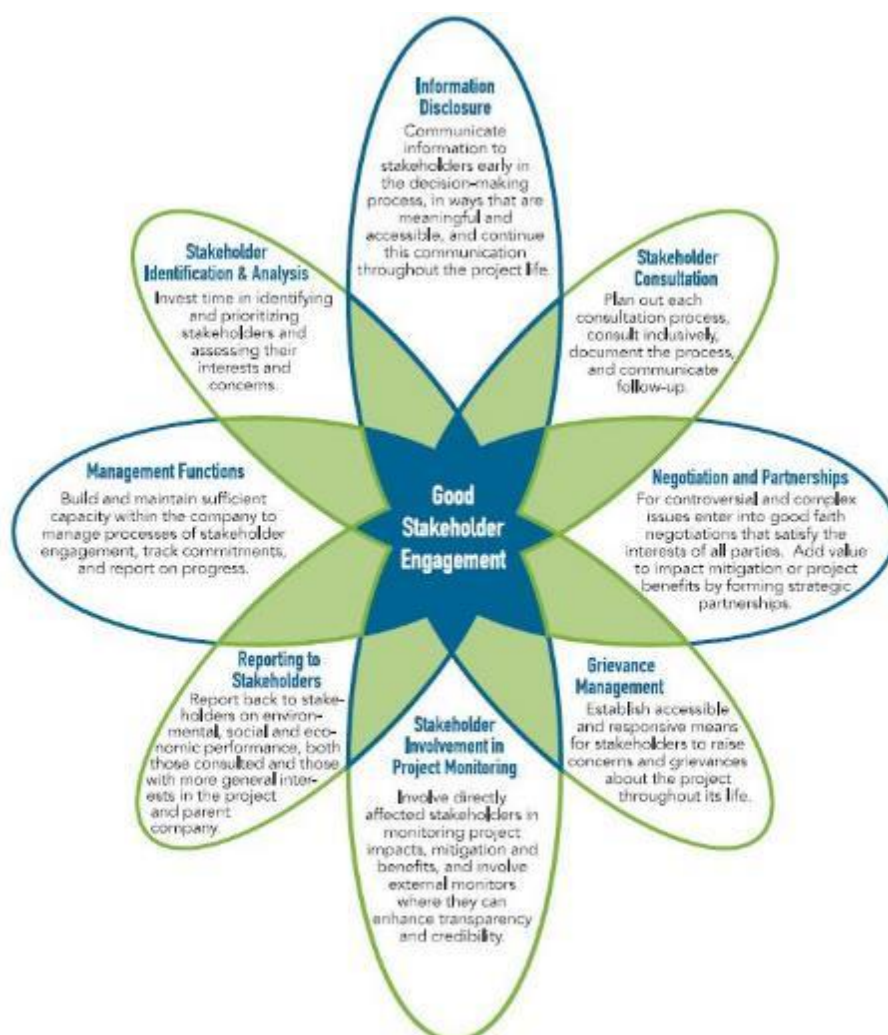 Information
Disclosure
Communicate
information to
stakeholders early in
the decision-making
process, in ways that are
meaningful and
accessible, and continue
this communication
throughout the project life.
Stakeholder
Consultation
Plan out each
consultation process,
consult inclusively,
document the process,
and communicate
follow-up.
Negotiation and Partnerships
For controversial and complex
issues enter into good faith
negotiations that satisfy the
interests of all parties. Add value
to impact mitigation or project
benefits by forming strategic
partnerships.
Grievance
Management
Establish accessible
and responsive means
for stakeholders to raise
concerns and grievances
about the project
throughout its life.
Stakeholder
Involvement in
Project Monitoring
Involve directly
affected stakeholders in
monitoring project
impacts, mitigation and
benefits, and involve
external monitors
where they can
enhance transparency
and credibility.
Reporting to
Stakeholders
Report back to stake-
holders on environ-
mental, social and eco-
nomic performance, both
those consulted and those
with more general inter-
ests in the project
and parent
company.
Management Functions
Build and maintain sufficient
capacity within the company to
manage processes of stakeholder
engagement, track commitments,
and report on progress.
Stakeholder
Identification & Analysis
Invest time in identifying
and prioritizing
stakeholders and
assessing their
interests and
concerns.
Good
Stakeholder
Engagement